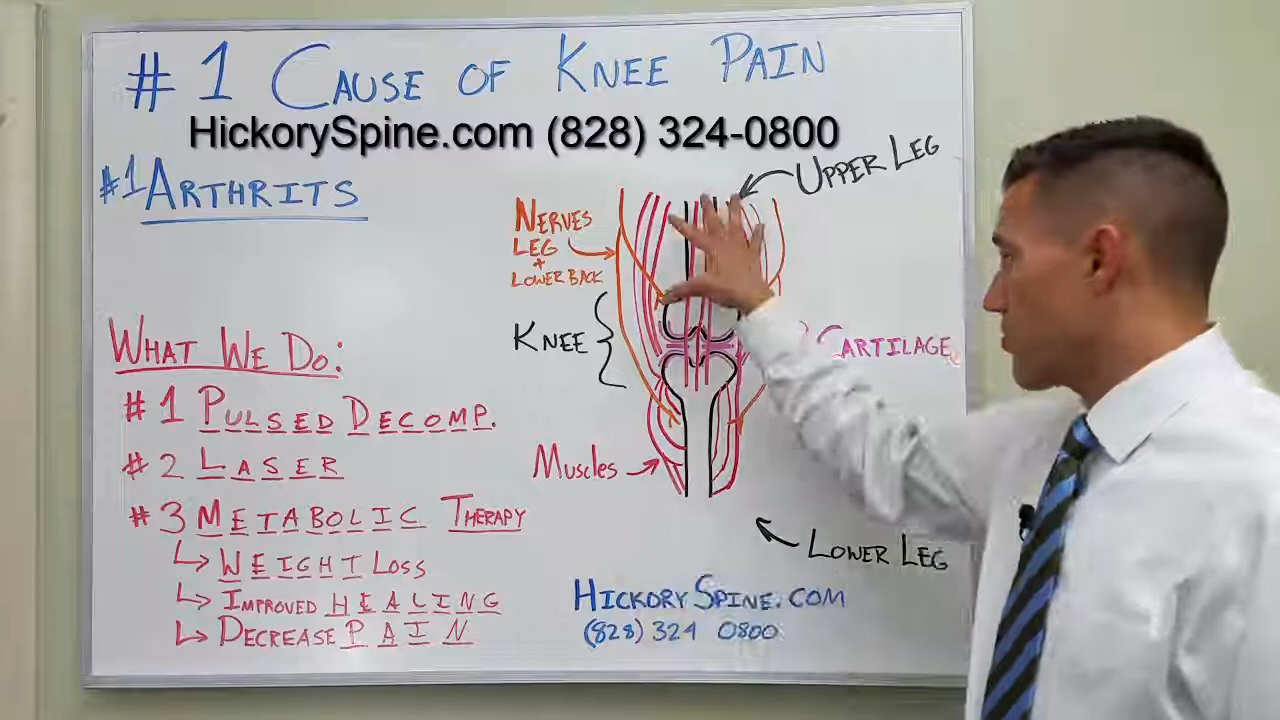 # 1 CAUSE OF KNEE PAIN
HickorySpine.com (828) 324-0800
#1 ARTHRITS
UPPER LEG
NERVES
LEG
+
LOWER BACK
KNEE
CARTILAGE
MUSCLES
LOWER LEG
WHAT WE DO:
# 1 PULSED DECOMP.
# 2 LASER
# 3 METABOLIC THERAPY
WEIGHT LOSS
IMPROVED HEALING
DECREASE PAIN
HICKORYSPINE.COM
(828) 324 0800